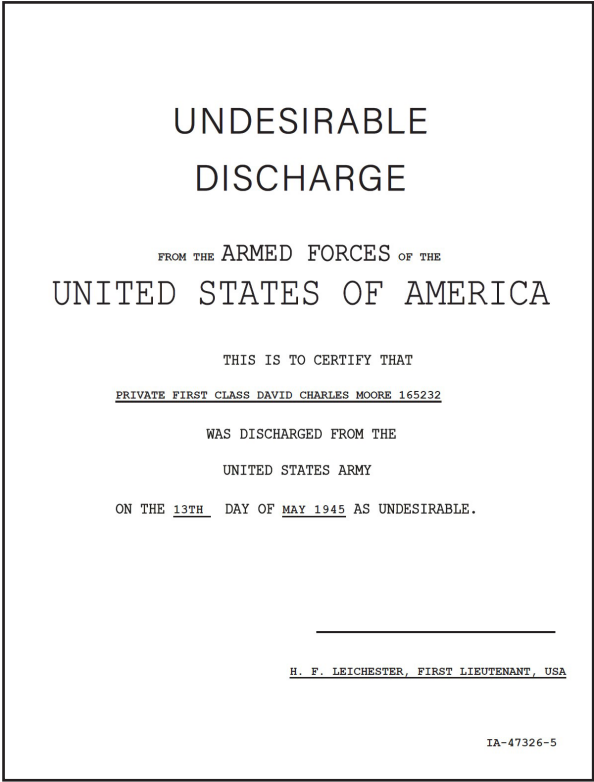 UNDESIRABLE
DISCHARGE
FROM THE ARMED FORCES OF THE
UNITED STATES OF AMERICA
THIS IS TO CERTIFY THAT
PRIVATE FIRST CLASS DAVID CHARLES MOORE 165232
WAS DISCHARGED FROM THE
UNITED STATES ARMY
ON THE 13TH DAY OF MAY 1945 AS UNDESIRABLE.
H. F. LEICHESTER, FIRST LIEUTENANT, USA
IA-47326-5